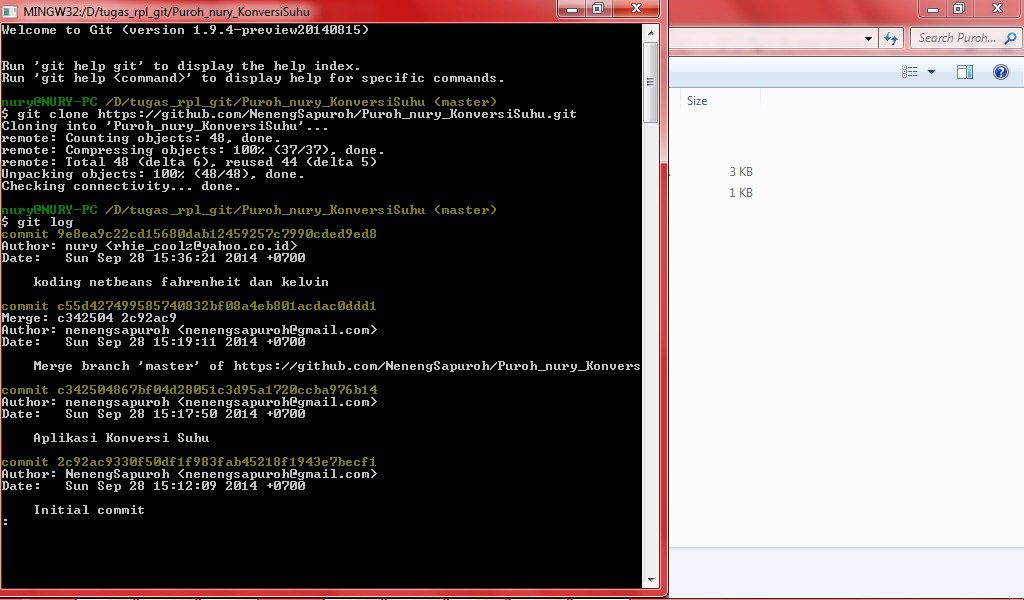 MINGW32:/D/tugas_rpl_git/Puroh_nury_KonversiSuhu
Welcome to Git (version 1.9.4-preview20140815)
Run 'git help git' to display the help index.
Run 'git help <command>' to display help for specific commands.
nury@NURY-PC /D/tugas_rpl_git/Puroh_nury_KonversiSuhu (master)
$ git clone https://github.com/NenengSapuroh/Puroh_nury_KonversiSuhu.git
Cloning into 'Puroh_nury_KonversiSuhu'...
remote: Counting objects: 48, done.
remote: Compressing objects: 100% (37/37), done.
remote: Total 48 (delta 6), reused 44 (delta 5)
Unpacking objects: 100% (48/48), done.
Checking connectivity... done.
nury@NURY-PC /D/tugas_rpl_git/Puroh_nury_KonversiSuhu (master)
$ git log
commit 9e8ea9c22cd15680dab12459257c7990cded9ed8
Author: nury <rhie_coolz@yahoo.co.id>
Date:   Sun Sep 28 15:36:21 2014 +0700
koding netbeans fahrenheit dan kelvin
commit c55d427499585740832bf08a4eb801acdac0ddd1
Merge: c342504 2c92ac9
Author: nenengsapuroh <nenengsapuroh@gmail.com>
Date:   Sun Sep 28 15:19:11 2014 +0700
Merge branch 'master' of https://github.com/NenengSapuroh/Puroh_nury_Konvers
commit c342504867bf04d28051c3d95a1720ccba976b14
Author: nenengsapuroh <nenengsapuroh@gmail.com>
Date:   Sun Sep 28 15:17:50 2014 +0700
Aplikasi Konversi Suhu
commit 2c92ac9330f50df1f983fab45218f1943e7becf1
Author: NenengSapuroh <nenengsapuroh@gmail.com>
Date:   Sun Sep 28 15:12:09 2014 +0700
Initial commit
:
Search Puroh...
Size
3 KB
1 KB